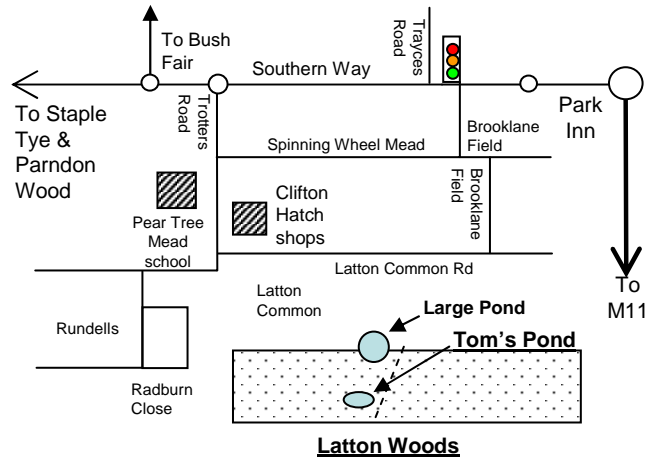 To Bush
Fair
Southern Way
Trayces
Road
To Staple
Tye &
Parndon
Wood
Trotters
Road
Park
Inn
Spinning Wheel Mead
Brooklane
Field
Brooklane
Field
Pear Tree
Mead
school
Clifton
Hatch
shops
Latton Common Rd
To
M11
Latton
Common
Large Pond
Rundells
Tom's Pond
Radburn
Close
Latton Woods